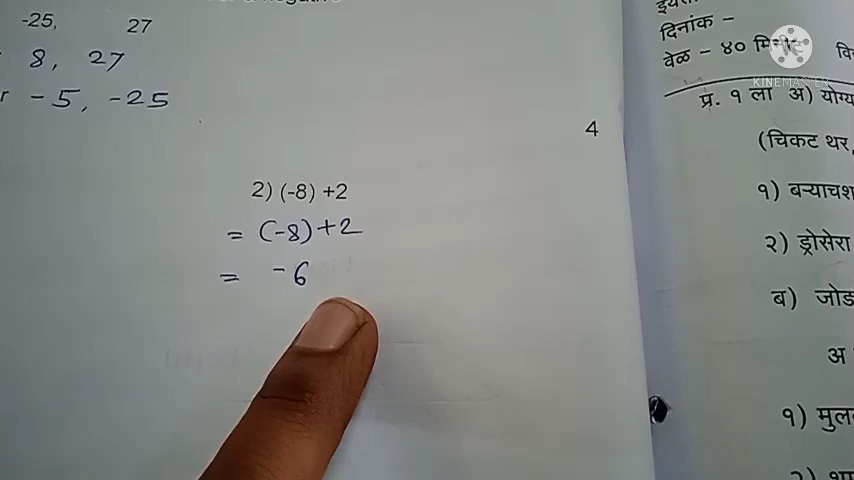 -25, 27
8, 27
-5, -25
4
2) (-8) +2
= (-8) +2
= -6
दिनांक -
वेळ - ४० मिनीटे
KINEMASTER
प्र. १ ला अ) योग्य
(चिकट थर,
१) बऱ्याचश
२) ड्रोसेरा
ब) जोड
अ
१) मुल